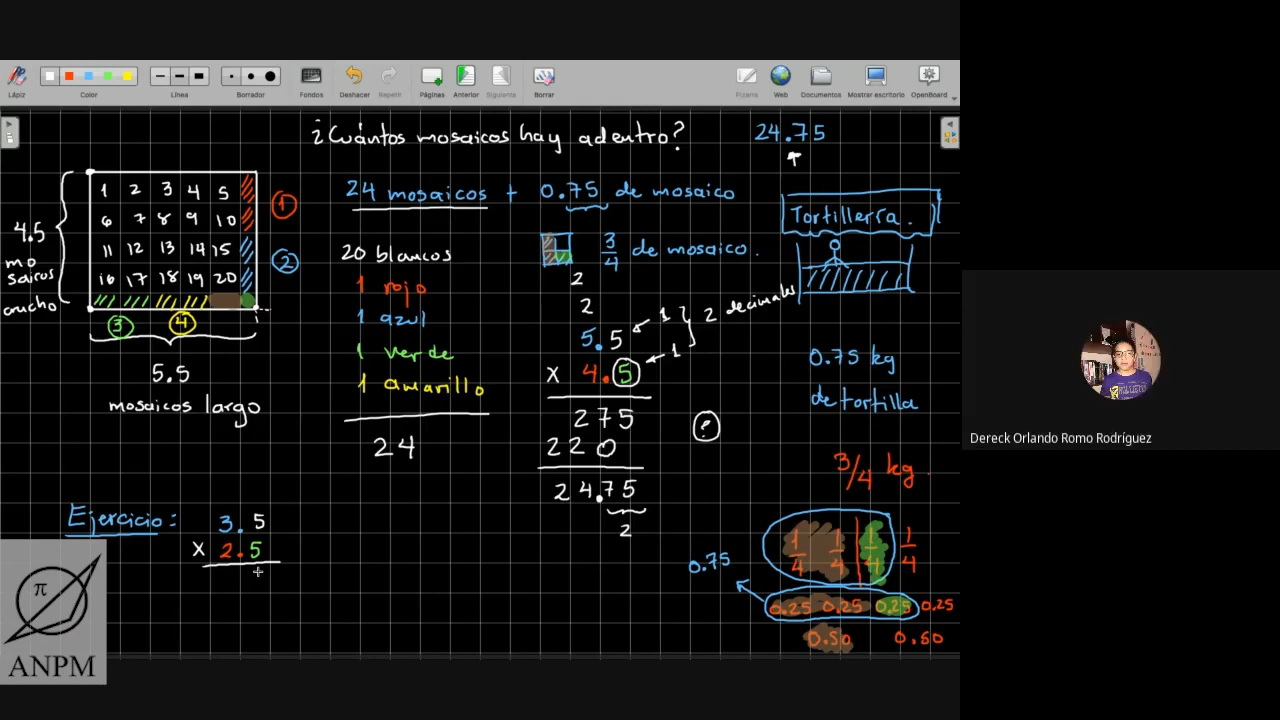 Lápiz
Color
Línea
Borrador
Fondos
Deshacer
Repetir
Páginas
Anterior
Siguiente
Borrar
Pizarra
Web
Documentos
Mostrar escritorio
OpenBoard
¿Cuántos mosaicos hay adentro?
24.75
1 2 3 4 5
6 7 8 9 10
11 12 13 14 15
16 17 18 19 20
1
2
3
4
4.5
mo
saicos
ancho
5.5
mosaicos largo
24 mosaicos + 0.75 de mosaico
20 blancos
1 rojo
1 azul
1 verde
1 amarillo
24
3/4 de mosaico.
2
2
5.5 1
x 4.5 1
2 decimales
275
220
24.75
2
?
Tortillerra.
0.75 kg
de tortilla
3/4 kg.
1/4 1/4 1/4 1/4
0.75
0.25 0.25 0.25 0.25
0.50 0.50
Ejercicio:
3.5
x 2.5
π
ANPM
Dereck Orlando Romo Rodríguez